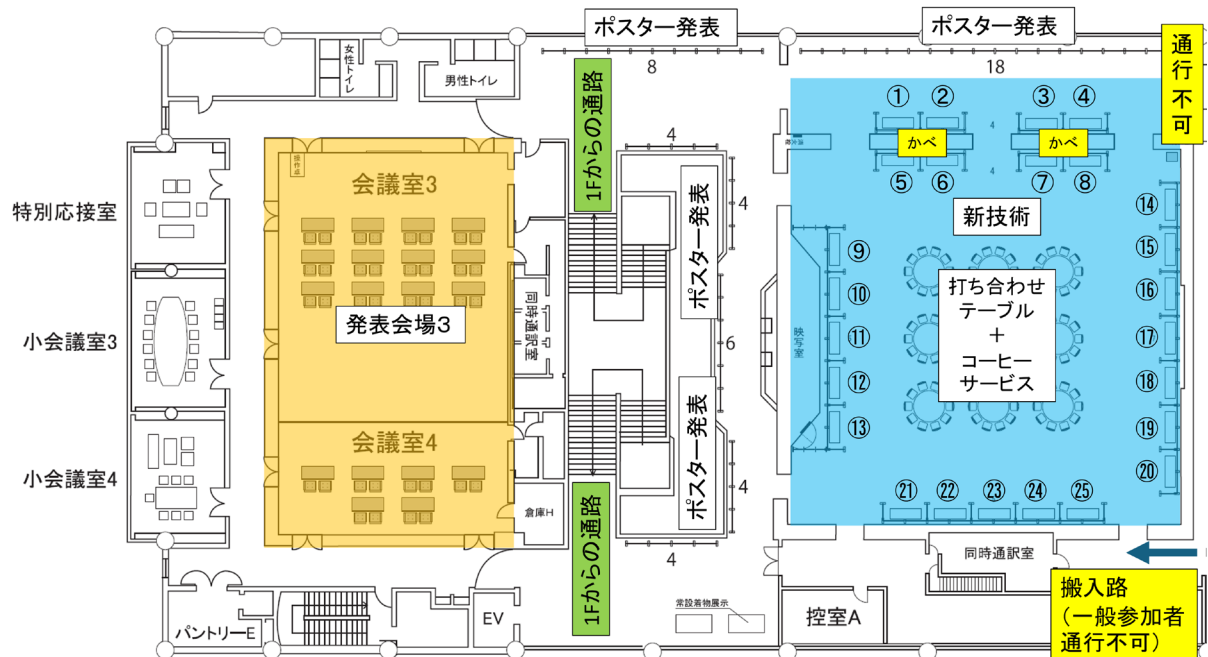 ポスター発表
ポスター発表
通行不可
8
18
女性トイレ
男性トイレ
1Fからの通路
①
②
③
④
4
かべ
かべ
4
⑤
⑥
⑦
⑧
4
操作卓
会議室3
特別応接室
ポスター発表
4
新技術
⑭
⑮
⑯
⑰
⑱
⑲
⑳
⑨
⑩
⑪
⑫
⑬
映写室
打ち合わせ
テーブル
+
コーヒー
サービス
発表会場3
同時通訳室
小会議室3
6
ポスター発表
4
会議室4
小会議室4
倉庫H
㉑
㉒
㉓
㉔
㉕
1Fからの通路
4
同時通訳室
搬入路
(一般参加者
通行不可)
常設着物展示
控室A
パントリーE
EV